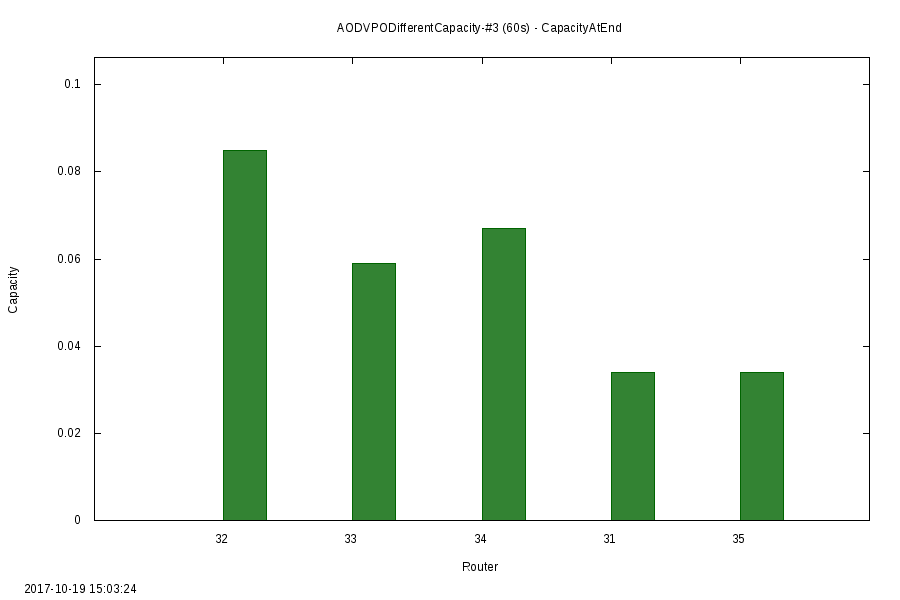 AODVPODifferentCapacity-#3 (60s) - CapacityAtEnd
0.1
0.08
0.06
0.04
0.02
0
Capacity
32 33 34 31 35
Router
2017-10-19 15:03:24